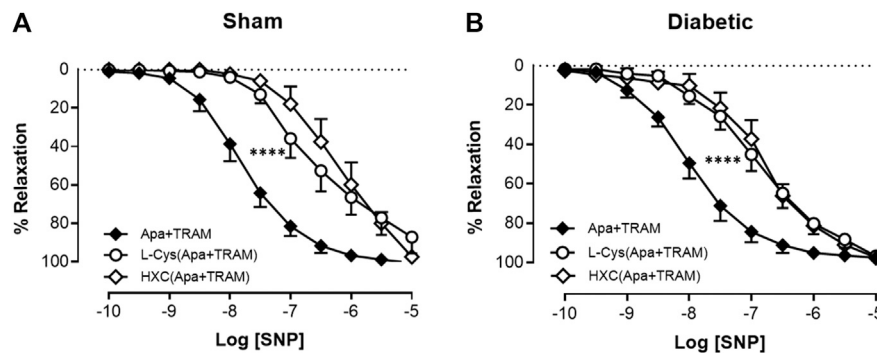 A
Sham
% Relaxation
0
20
40
60
80
100
Apa+TRAM
L-Cys(Apa+TRAM)
HXC(Apa+TRAM)
****
-10
-9
-8
-7
-6
-5
Log [SNP]
B
Diabetic
% Relaxation
0
20
40
60
80
100
Apa+TRAM
L-Cys(Apa+TRAM)
HXC(Apa+TRAM)
****
-10
-9
-8
-7
-6
-5
Log [SNP]